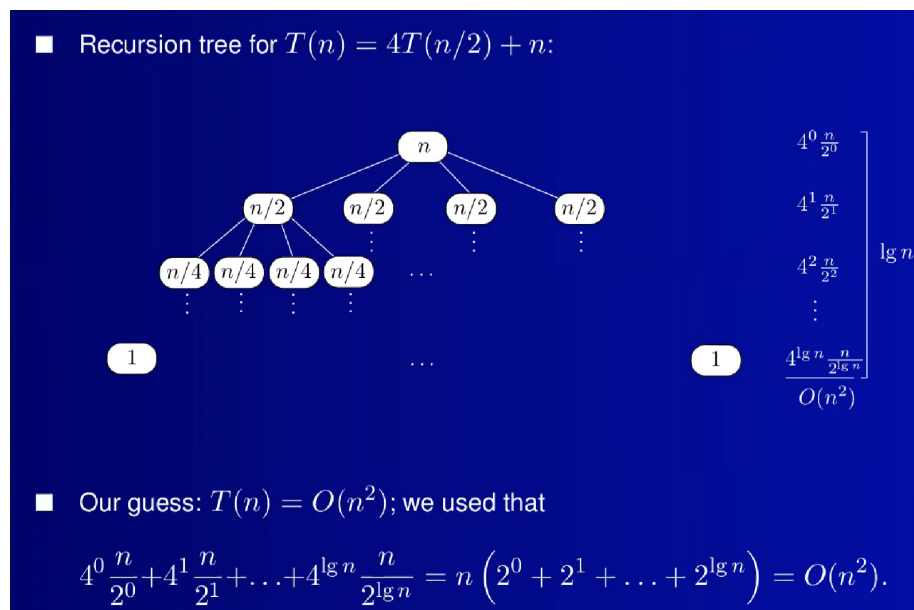 ■ Recursion tree for T(n) = 4T(n/2) + n:
n 4^0 n/2^0
n/2 n/2 n/2 n/2 4^1 n/2^1
⋮ ⋮ ⋮ lg n
n/4 n/4 n/4 n/4 ... 4^2 n/2^2
⋮ ⋮ ⋮ ⋮ ⋮
1 ... 1 4^{lg n} n/2^{lg n}
O(n^2)
■ Our guess: T(n) = O(n^2); we used that
4^0 n/2^0 + 4^1 n/2^1 + ... + 4^{lg n} n/2^{lg n} = n (2^0 + 2^1 + ... + 2^{lg n}) = O(n^2).